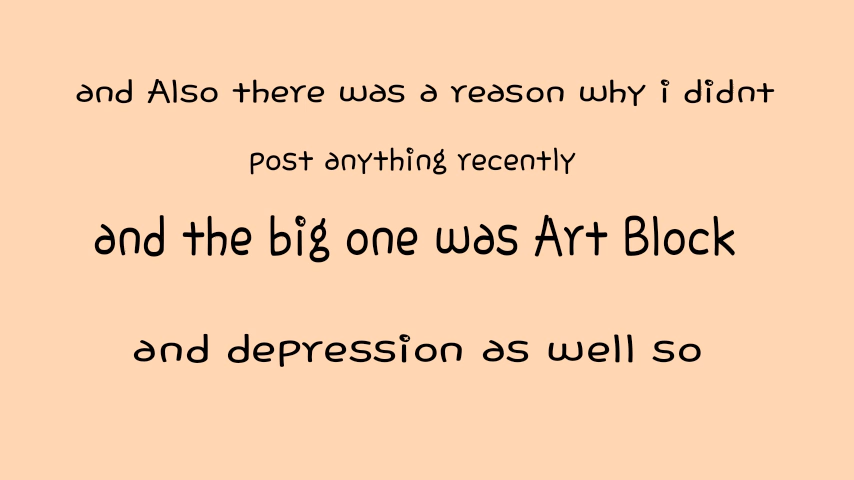 and Also there was a reason why i didnt
post anything recently
and the big one was Art Block
and depression as well so